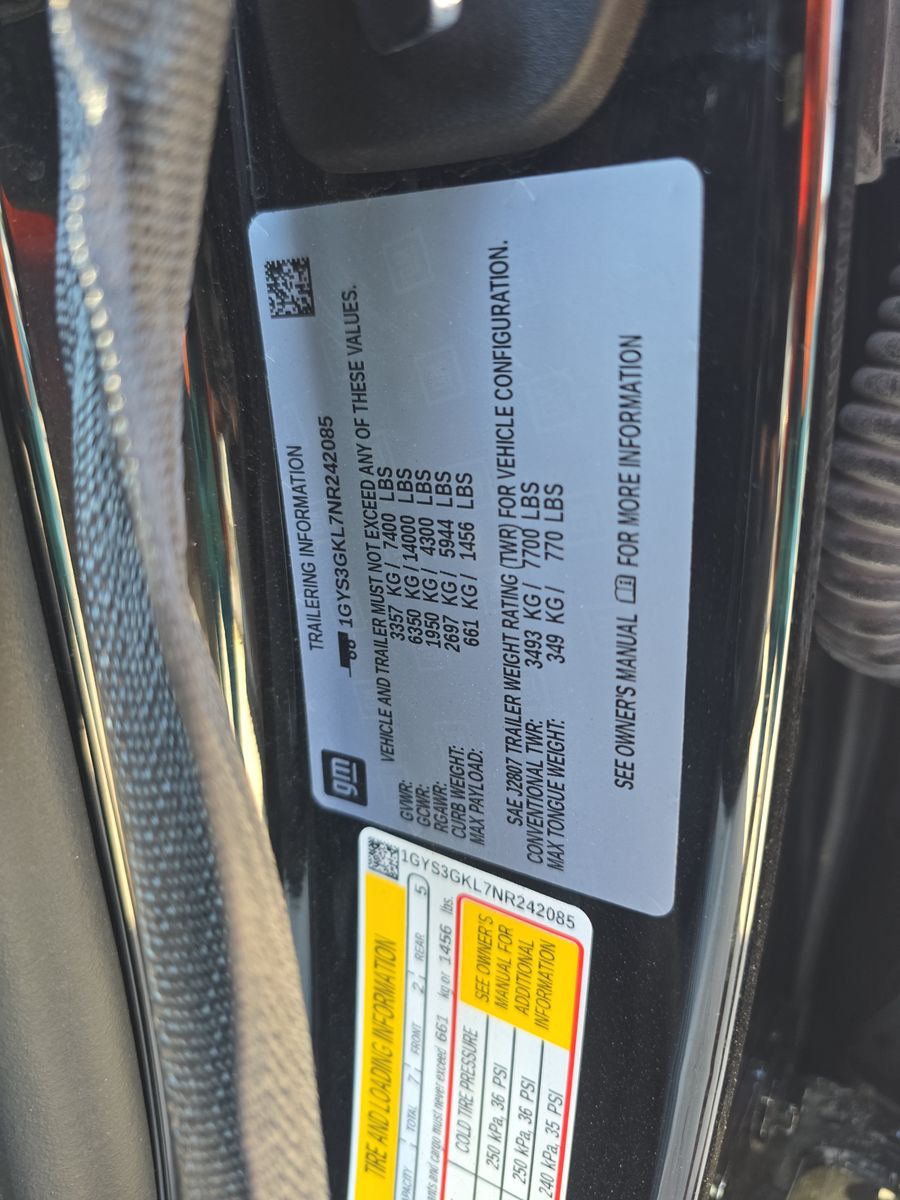 TRAILERING INFORMATION
gm
1GYS3GKL7NR242085
VEHICLE AND TRAILER MUST NOT EXCEED ANY OF THESE VALUES.
GVWR: 3357 KG / 7400 LBS
GCWR: 6350 KG / 14000 LBS
RGAWR: 1950 KG / 4300 LBS
CURB WEIGHT: 2697 KG / 5944 LBS
MAX PAYLOAD: 661 KG / 1456 LBS
SAE J2807 TRAILER WEIGHT RATING (TWR) FOR VEHICLE CONFIGURATION.
CONVENTIONAL TWR: 3493 KG / 7700 LBS
MAX TONGUE WEIGHT: 349 KG / 770 LBS
SEE OWNER'S MANUAL FOR MORE INFORMATION
TIRE AND LOADING INFORMATION
TOTAL 7 FRONT 2 REAR 5
and cargo must never exceed 661 kg or 1456 lbs.
1GYS3GKL7NR242085
COLD TIRE PRESSURE
250 kPa, 36 PSI
250 kPa, 36 PSI
240 kPa, 35 PSI
SEE OWNER'S
MANUAL FOR
ADDITIONAL
INFORMATION